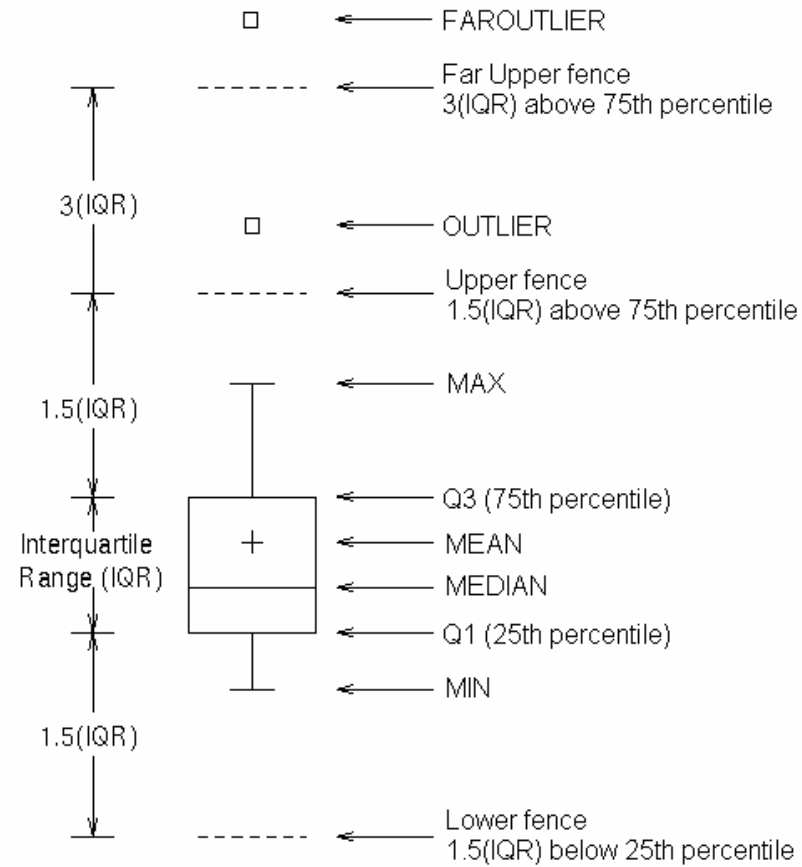 FAROUTLIER
Far Upper fence
3(IQR) above 75th percentile
3(IQR)
OUTLIER
Upper fence
1.5(IQR) above 75th percentile
MAX
1.5(IQR)
Q3 (75th percentile)
Interquartile
Range (IQR)
MEAN
MEDIAN
Q1 (25th percentile)
MIN
1.5(IQR)
Lower fence
1.5(IQR) below 25th percentile